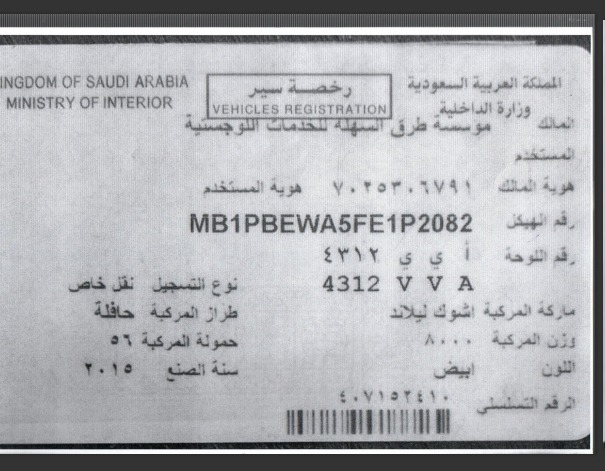 KINGDOM OF SAUDI ARABIA
MINISTRY OF INTERIOR
رخصة سير
VEHICLES REGISTRATION
المملكة العربية السعودية
وزارة الداخلية
المالك مؤسسة طرق السهلة للخدمات اللوجستية
المستخدم
هوية المالك ٧٠٢٥٣٠٦٧٩١ هوية المستخدم
رقم الهيكل MB1PBEWA5FE1P2082
رقم اللوحة أ ى ى ٤٣١٢
4312 V V A نوع التسجيل نقل خاص
ماركة المركبة اشوك ليلاند طراز المركبة حافلة
وزن المركبة ٨٠٠٠ حمولة المركبة ٥٦
اللون ابيض سنة الصنع ٢٠١٥
الرقم التسلسلي ٤٠٧١٥٢٤١٠